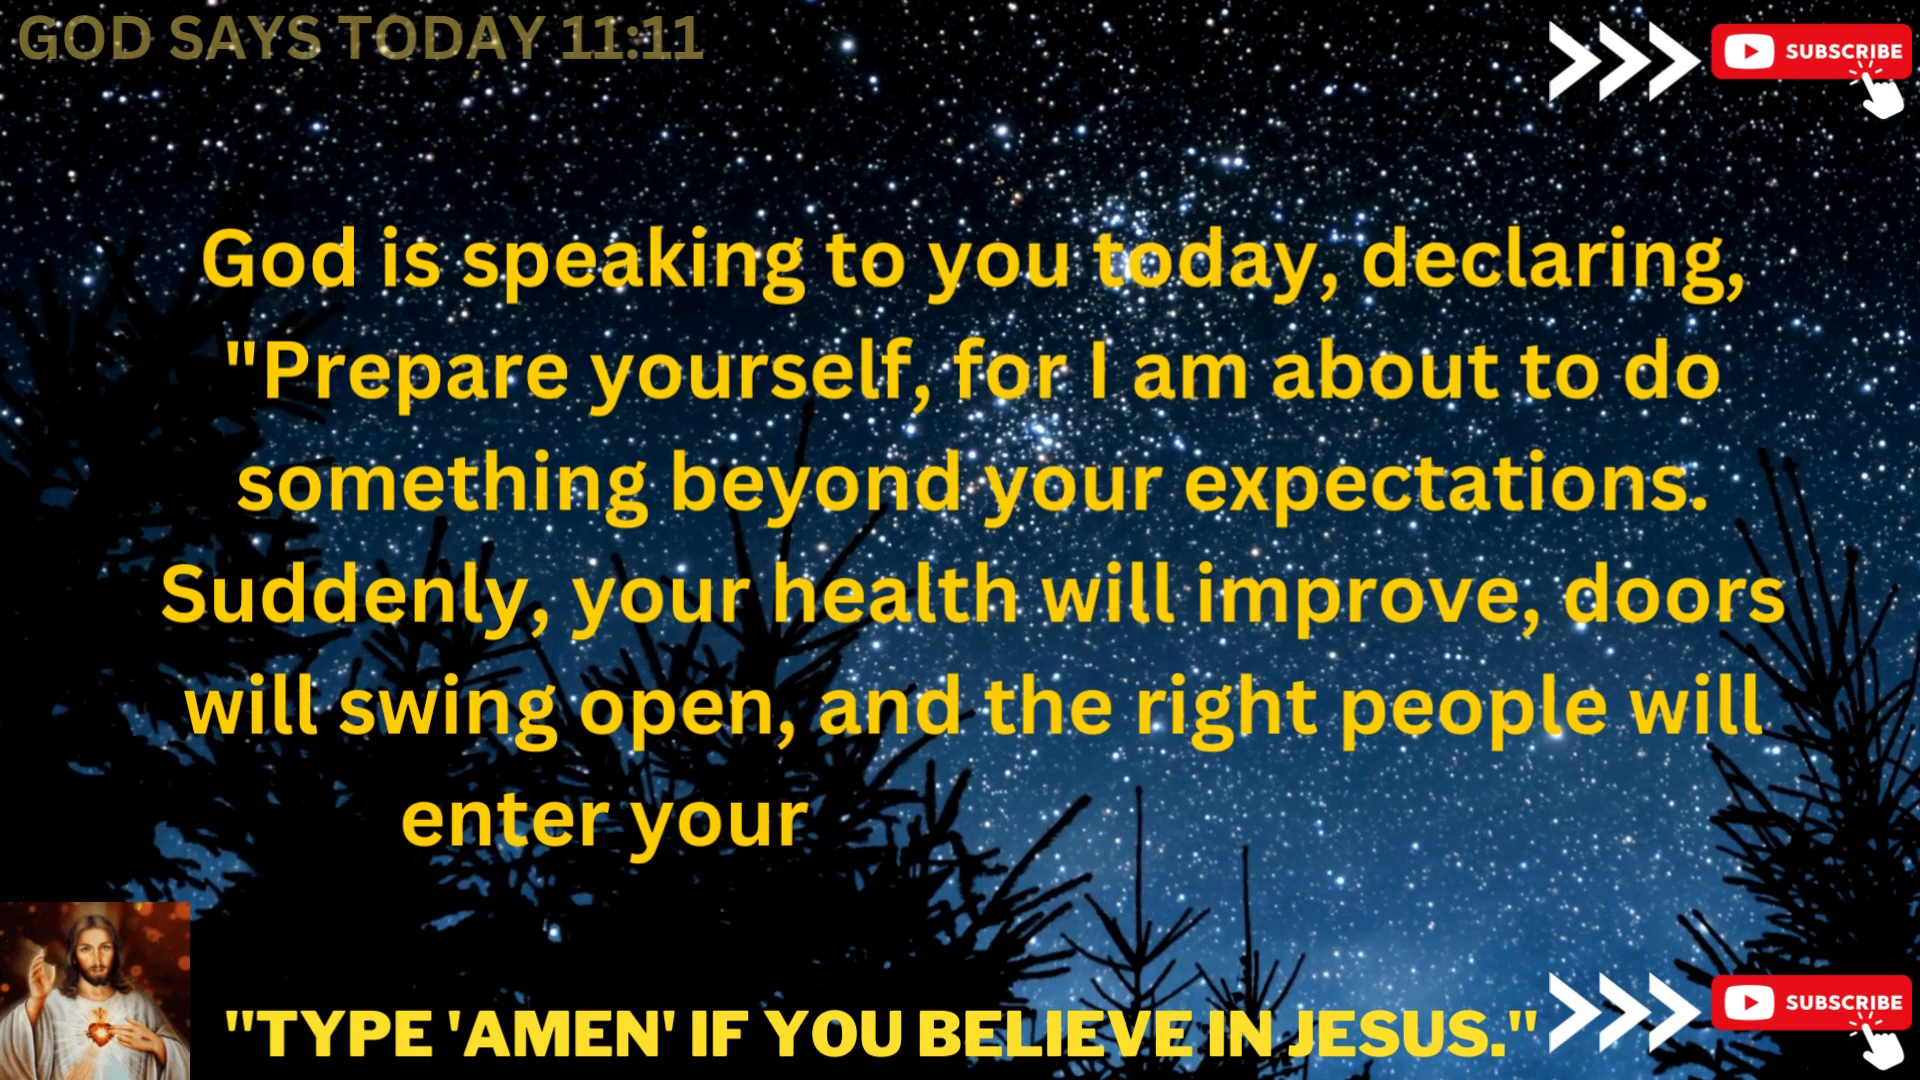 GOD SAYS TODAY 11:11
SUBSCRIBE
God is speaking to you today, declaring,
"Prepare yourself, for I am about to do
something beyond your expectations.
Suddenly, your health will improve, doors
will swing open, and the right people will
enter your
"TYPE 'AMEN' IF YOU BELIEVE IN JESUS."
SUBSCRIBE